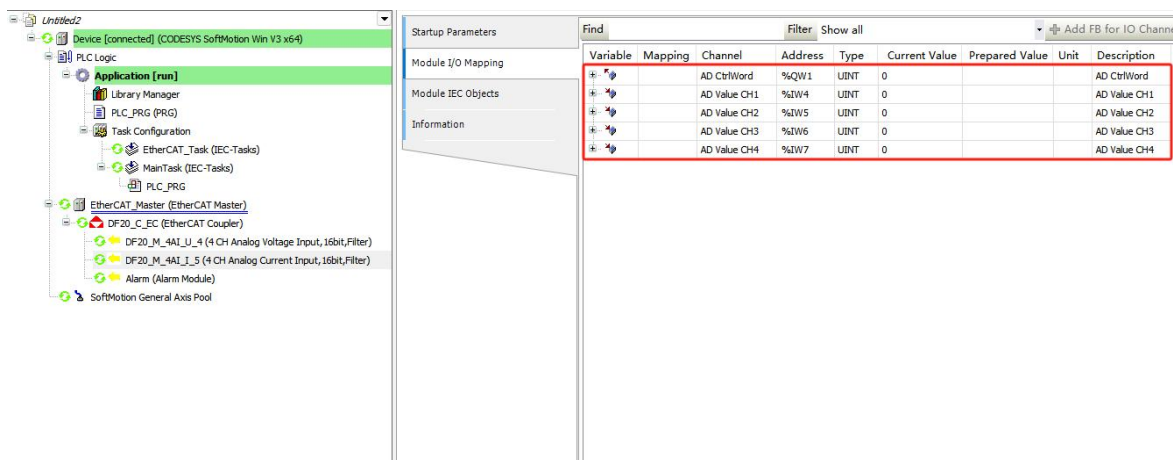 Untitled2
Device [connected] (CODESYS SoftMotion Win V3 x64)
PLC Logic
Application [run]
Library Manager
PLC_PRG (PRG)
Task Configuration
EtherCAT_Task (IEC-Tasks)
MainTask (IEC-Tasks)
PLC_PRG
EtherCAT_Master (EtherCAT Master)
DF20_C_EC (EtherCAT Coupler)
DF20_M_4AI_U_4 (4 CH Analog Voltage Input,16bit,Filter)
DF20_M_4AI_I_5 (4 CH Analog Current Input,16bit,Filter)
Alarm (Alarm Module)
SoftMotion General Axis Pool
Startup Parameters
Module I/O Mapping
Module IEC Objects
Information
Find Filter Show all Add FB for IO Channe
Variable Mapping Channel Address Type Current Value Prepared Value Unit Description
AD CtrlWord %QW1 UINT 0 AD CtrlWord
AD Value CH1 %IW4 UINT 0 AD Value CH1
AD Value CH2 %IW5 UINT 0 AD Value CH2
AD Value CH3 %IW6 UINT 0 AD Value CH3
AD Value CH4 %IW7 UINT 0 AD Value CH4